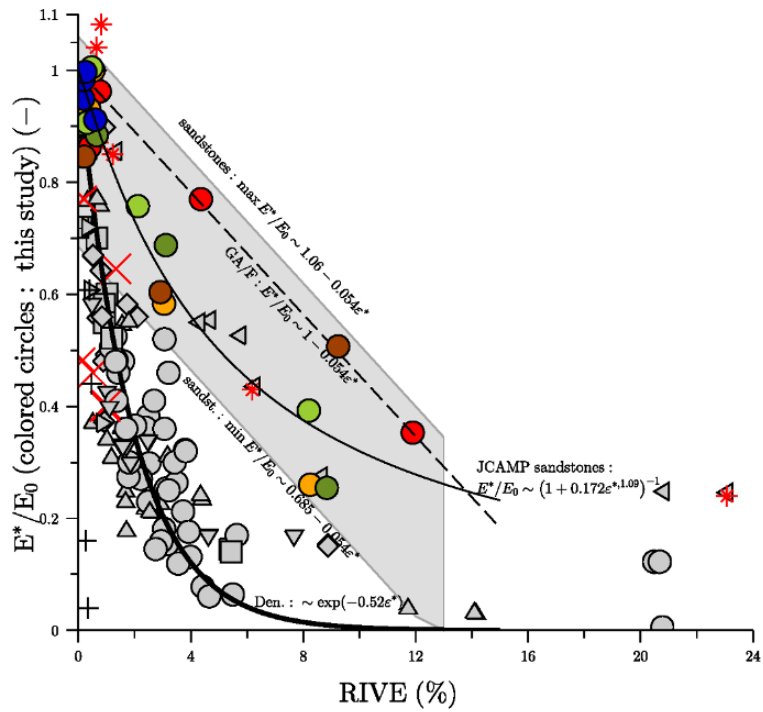 1.1
1
0.8
0.6
0.4
0.2
0
E*/E₀ (colored circles : this study) (−)
sandstones : max E*/E₀ ∼ 1.06 − 0.054ε*
GA/F : E*/E₀ ∼ 1 − 0.054ε*
sandst. : min E*/E₀ ∼ 0.685 − 0.054ε*
JCAMP sandstones :
E*/E₀ ∼ (1 + 0.172ε*,1.09)⁻¹
Den. : ∼ exp(−0.52ε*)
0 4 8 12 16 20 24
RIVE (%)